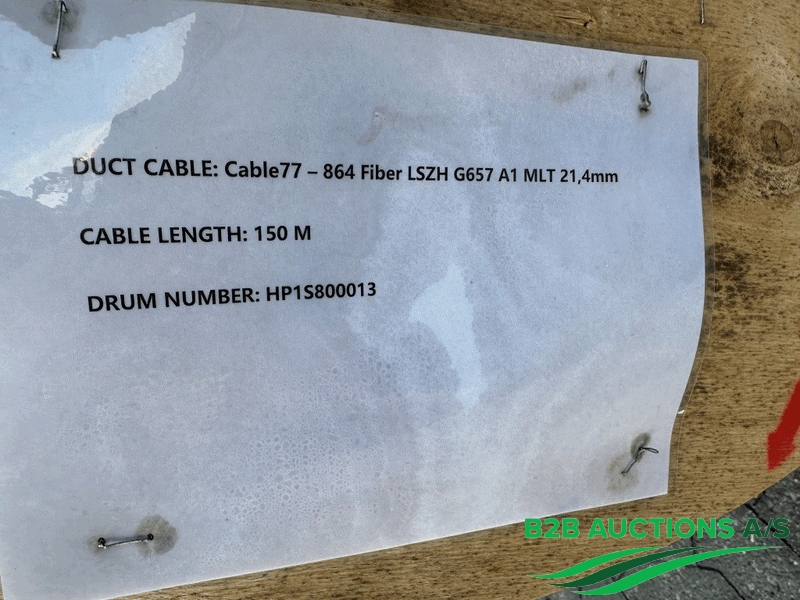 DUCT CABLE: Cable77 – 864 Fiber LSZH G657 A1 MLT 21,4mm
CABLE LENGTH: 150 M
DRUM NUMBER: HP1S800013
B2B AUCTIONS A/S